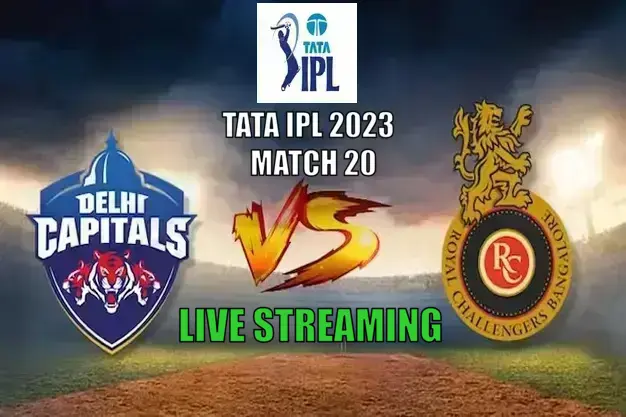 TATA
IPL
TATA IPL 2023
MATCH 20
DELHI
CAPITALS
VS
RC
ROYAL CHALLENGERS BANGALORE
LIVE STREAMING